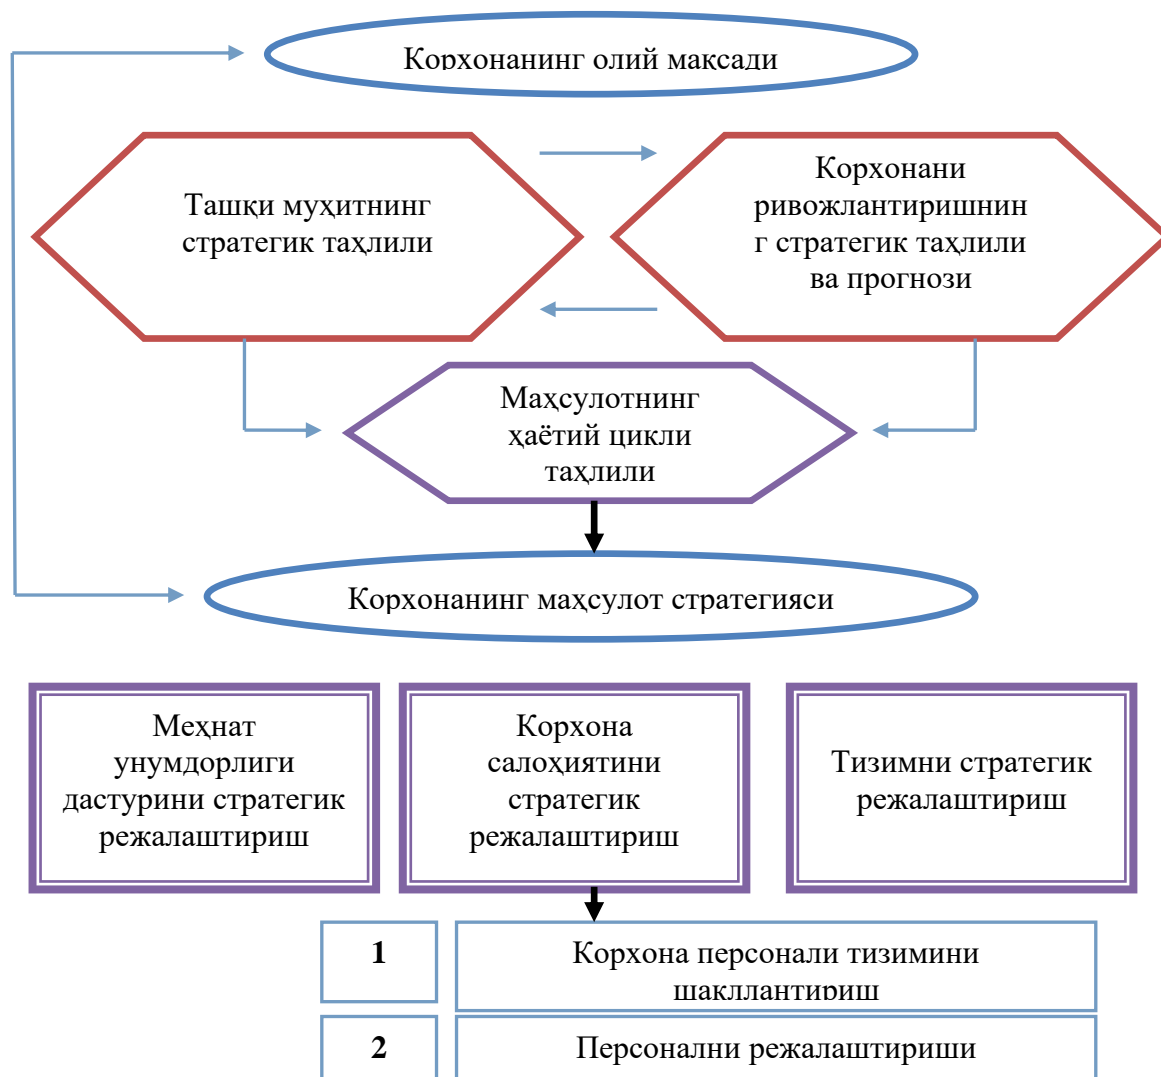 Корхонанинг олий мақсади
Ташқи муҳитнинг
стратегик таҳлили
Корхонани
ривожлантиришнин
г стратегик таҳлили
ва прогнози
Маҳсулотнинг
ҳаётий цикли
таҳлили
Корхонанинг маҳсулот стратегияси
Меҳнат
унумдорлиги
дастурини стратегик
режалаштириш
Корхона
салоҳиятини
стратегик
режалаштириш
Тизимни стратегик
режалаштириш
1
Корхона персонали тизимини
шакллантириш
2
Персонални режалаштириши